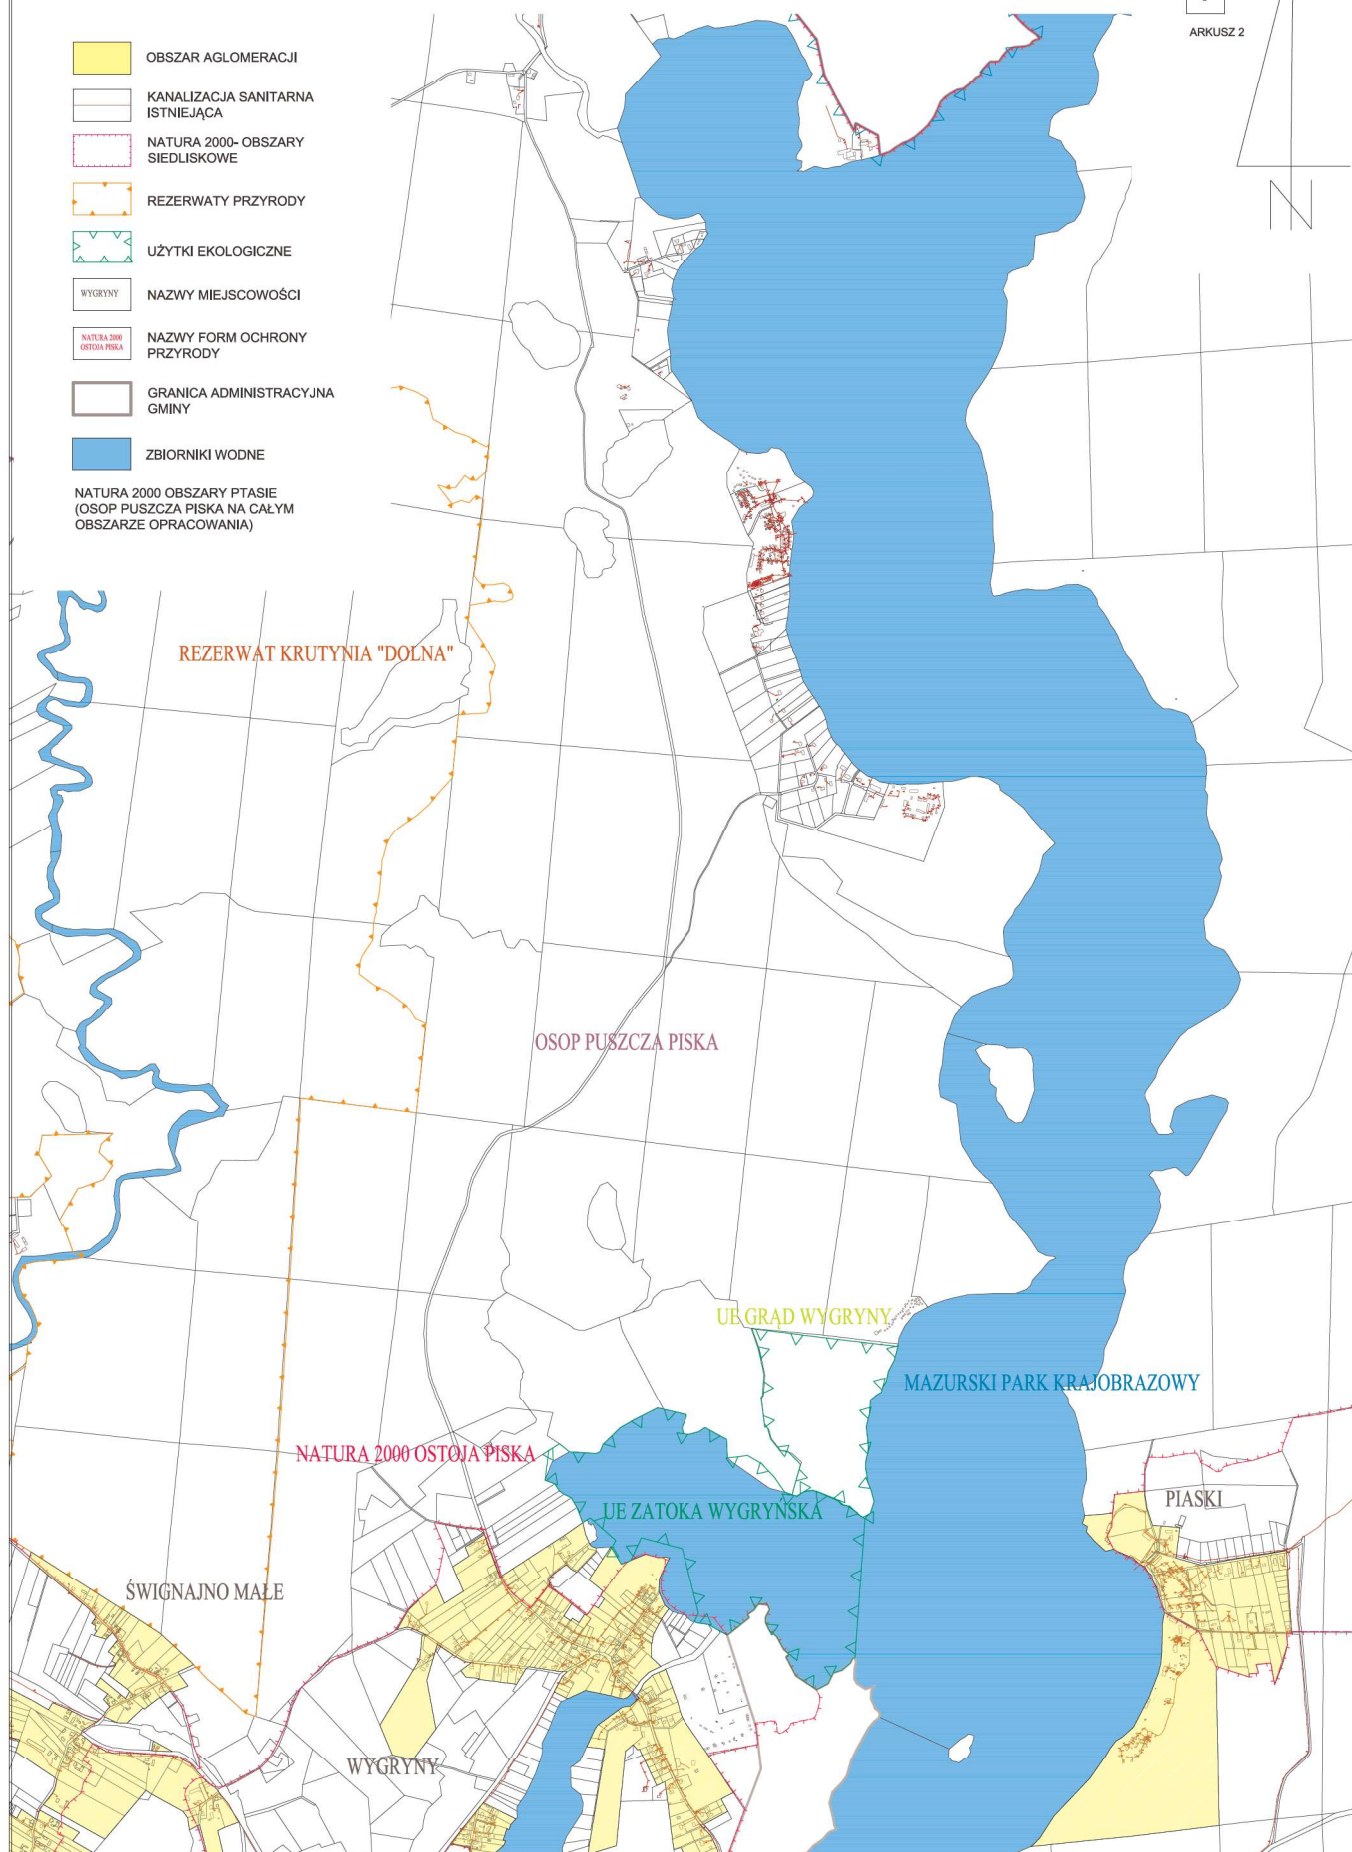 ARKUSZ 2
N
OBSZAR AGLOMERACJI
KANALIZACJA SANITARNA
ISTNIEJĄCA
NATURA 2000- OBSZARY
SIEDLISKOWE
REZERWATY PRZYRODY
UŻYTKI EKOLOGICZNE
WYGRYNY
NAZWY MIEJSCOWOŚCI
NATURA 2000
OSTOJA PISKA
NAZWY FORM OCHRONY
PRZYRODY
GRANICA ADMINISTRACYJNA
GMINY
ZBIORNIKI WODNE
NATURA 2000 OBSZARY PTASIE
(OSOP PUSZCZA PISKA NA CAŁYM
OBSZARZE OPRACOWANIA)
REZERWAT KRUTYNIA "DOLNA"
OSOP PUSZCZA PISKA
UE GRĄD WYGRYNY
MAZURSKI PARK KRAJOBRAZOWY
NATURA 2000 OSTOJA PISKA
UE ZATOKA WYGRYŃSKA
PIASKI
ŚWIGNAJNO MAŁE
WYGRYNY